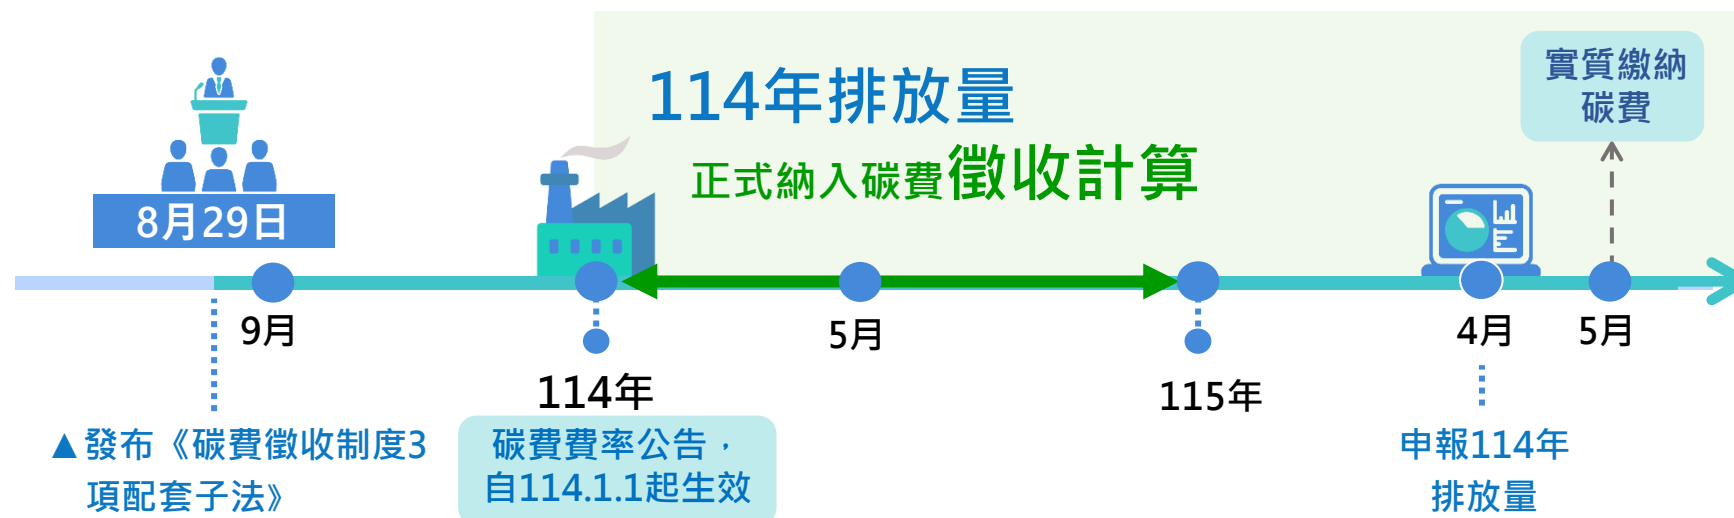 實質繳納
碳費
114年排放量
正式納入碳費徵收計算
8月29日
9月
5月
4月
5月
114年
115年
▲發布《碳費徵收制度3
項配套子法》
碳費費率公告，
自114.1.1起生效
申報114年
排放量